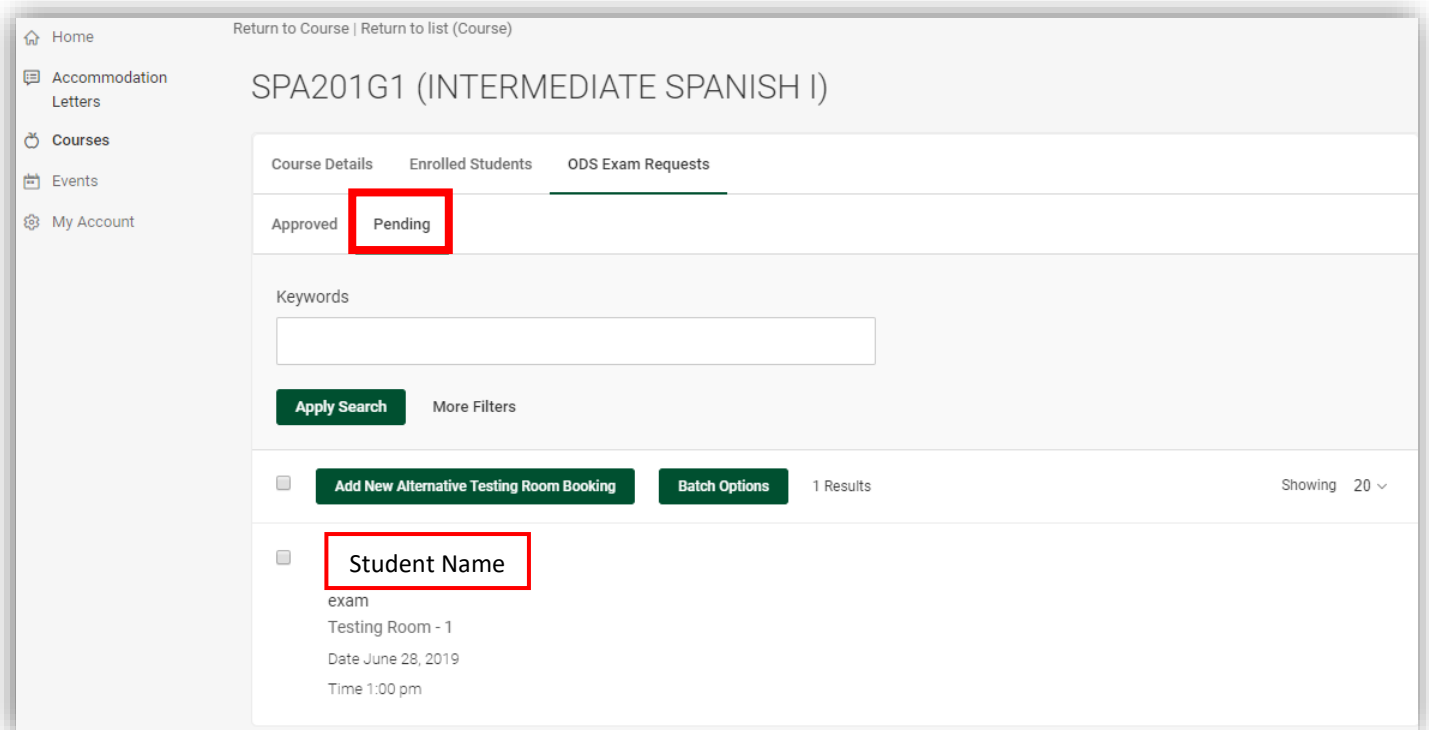 Home
Accommodation
Letters
Courses
Events
My Account
Return to Course | Return to list (Course)
SPA201G1 (INTERMEDIATE SPANISH I)
Course Details Enrolled Students ODS Exam Requests
Approved Pending
Keywords
Apply Search More Filters
Add New Alternative Testing Room Booking Batch Options 1 Results Showing 20
Student Name
exam
Testing Room - 1
Date June 28, 2019
Time 1:00 pm